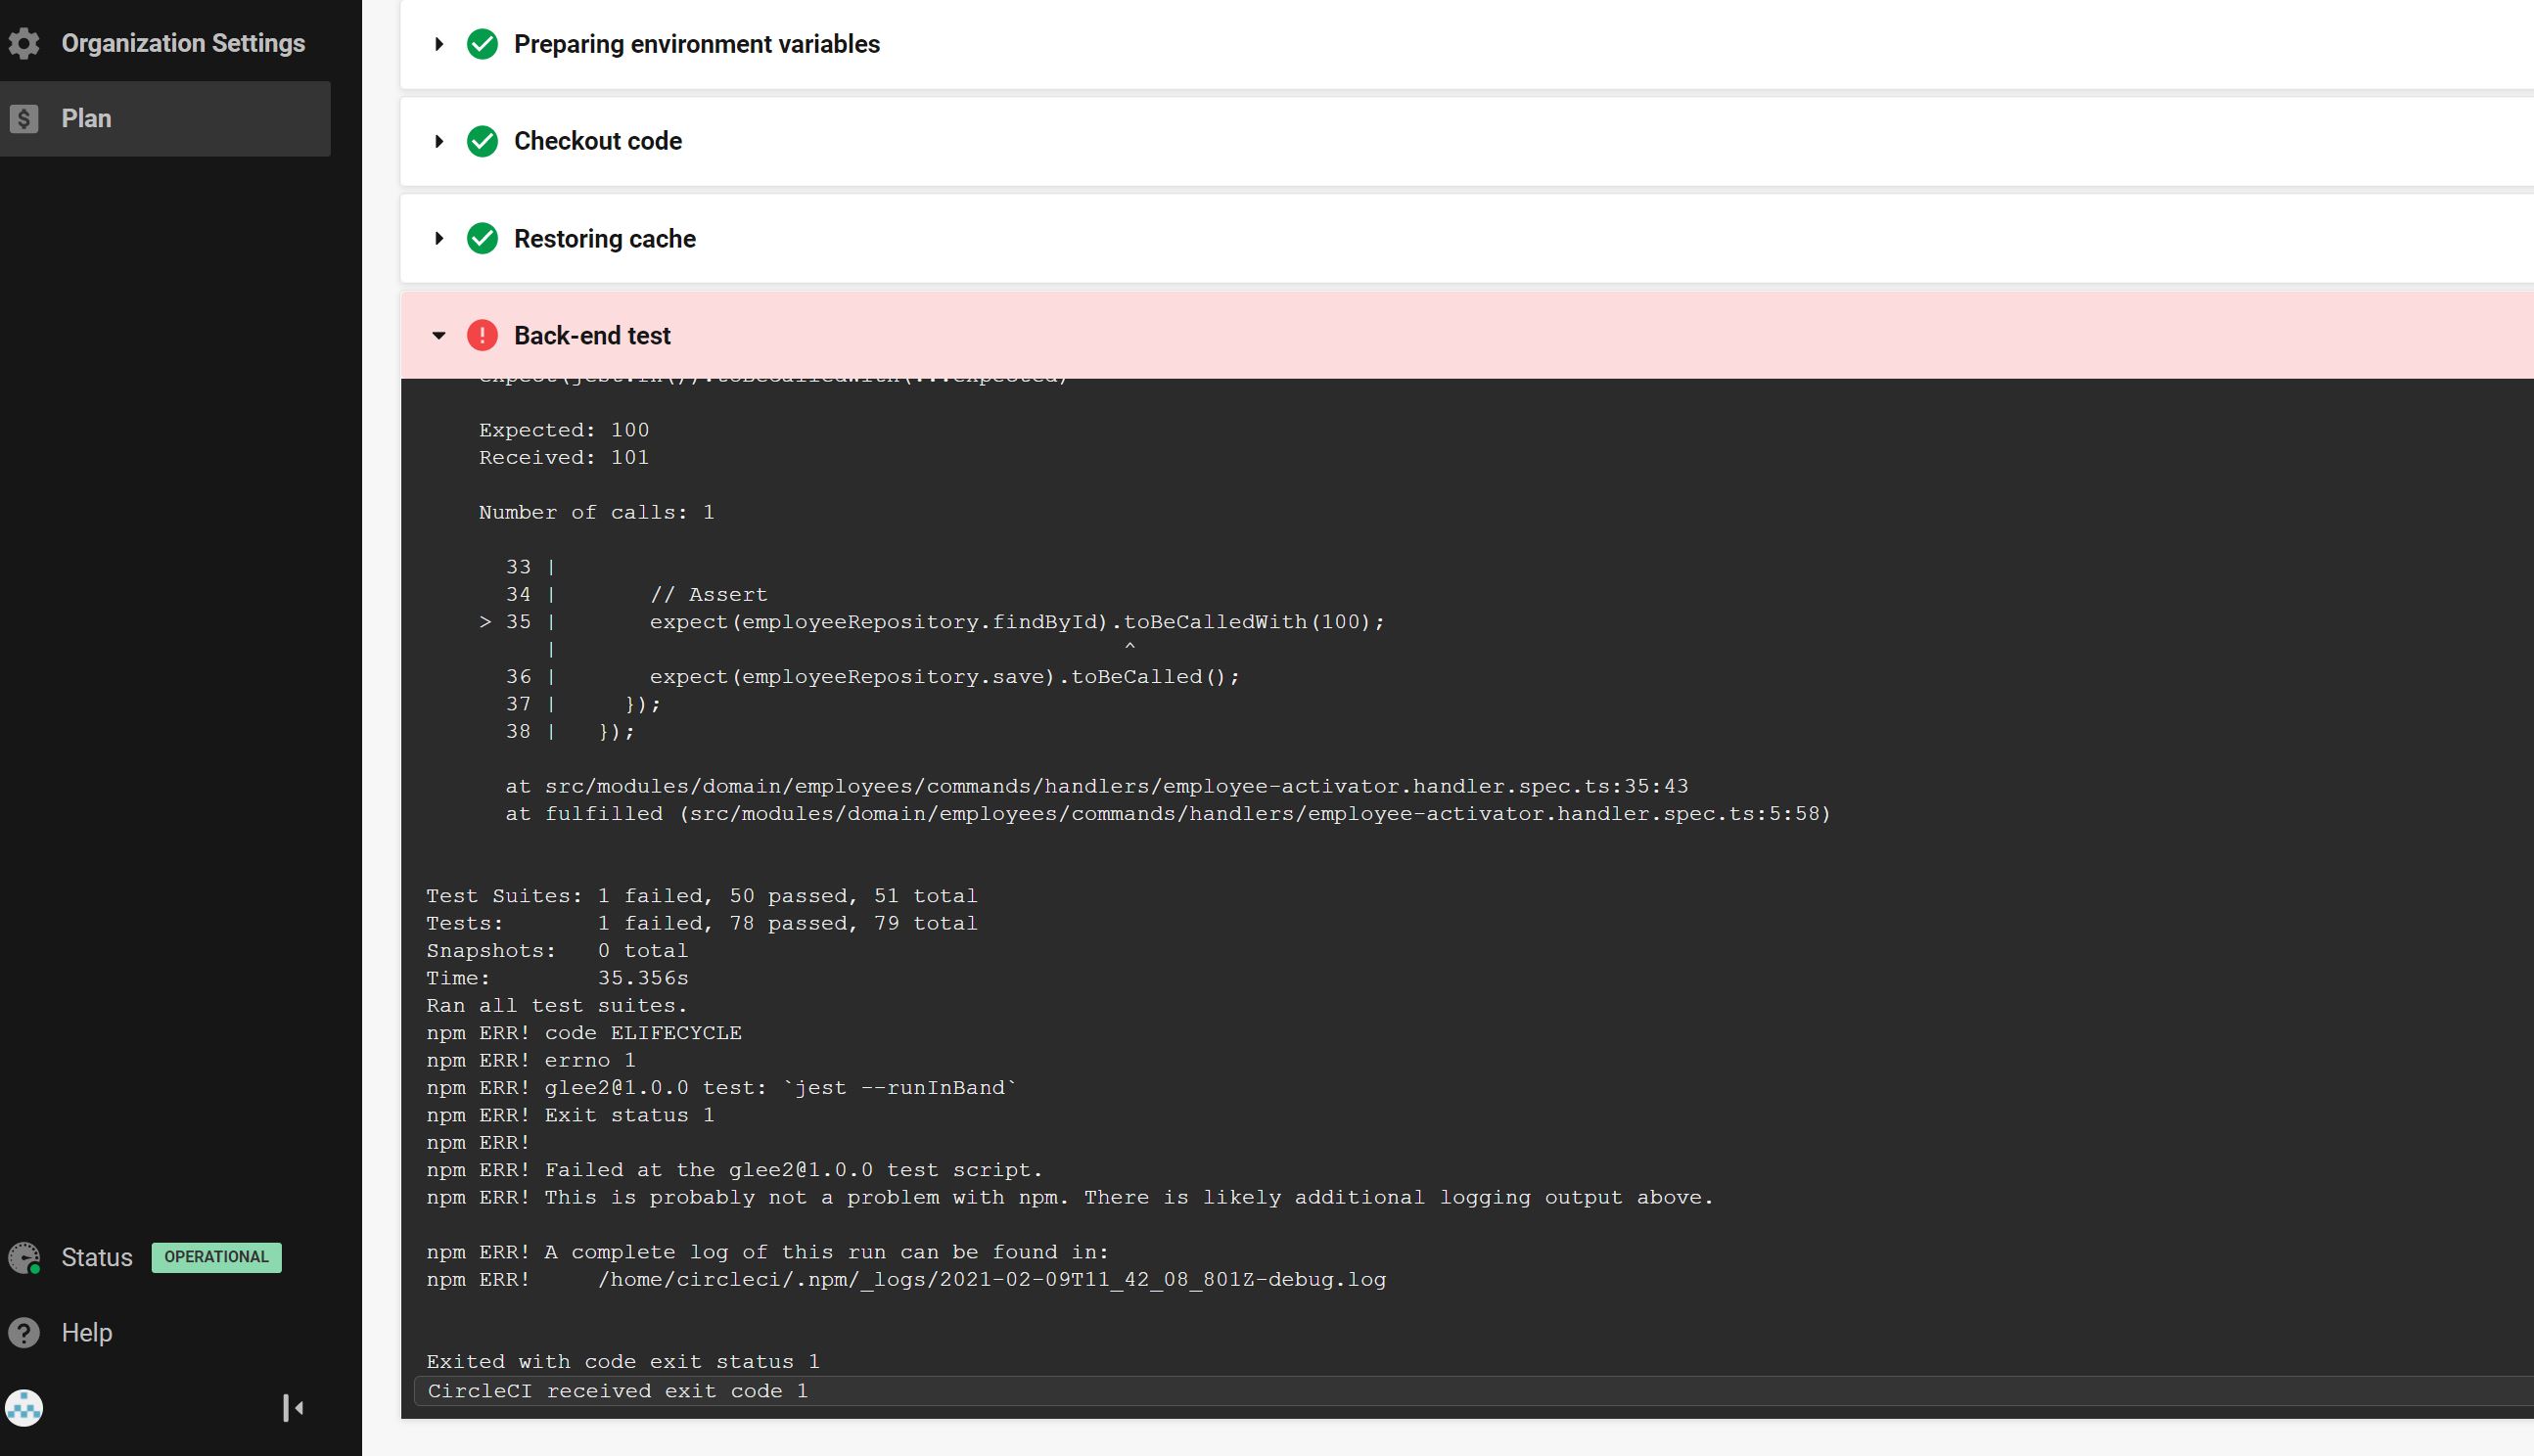 Organization Settings
Plan
Preparing environment variables
Checkout code
Restoring cache
Back-end test
expect(jest.fn()).toBeCalledWith(...expected)
Expected: 100
Received: 101
Number of calls: 1
33 |
34 |       // Assert
> 35 |       expect(employeeRepository.findById).toBeCalledWith(100);
|                                           ^
36 |       expect(employeeRepository.save).toBeCalled();
37 |     });
38 |   });
at src/modules/domain/employees/commands/handlers/employee-activator.handler.spec.ts:35:43
at fulfilled (src/modules/domain/employees/commands/handlers/employee-activator.handler.spec.ts:5:58)
Test Suites: 1 failed, 50 passed, 51 total
Tests:       1 failed, 78 passed, 79 total
Snapshots:   0 total
Time:        35.356s
Ran all test suites.
npm ERR! code ELIFECYCLE
npm ERR! errno 1
npm ERR! glee2@1.0.0 test: `jest --runInBand`
npm ERR! Exit status 1
npm ERR!
npm ERR! Failed at the glee2@1.0.0 test script.
npm ERR! This is probably not a problem with npm. There is likely additional logging output above.
npm ERR! A complete log of this run can be found in:
npm ERR!     /home/circleci/.npm/_logs/2021-02-09T11_42_08_801Z-debug.log
Exited with code exit status 1
CircleCI received exit code 1
Status OPERATIONAL
Help